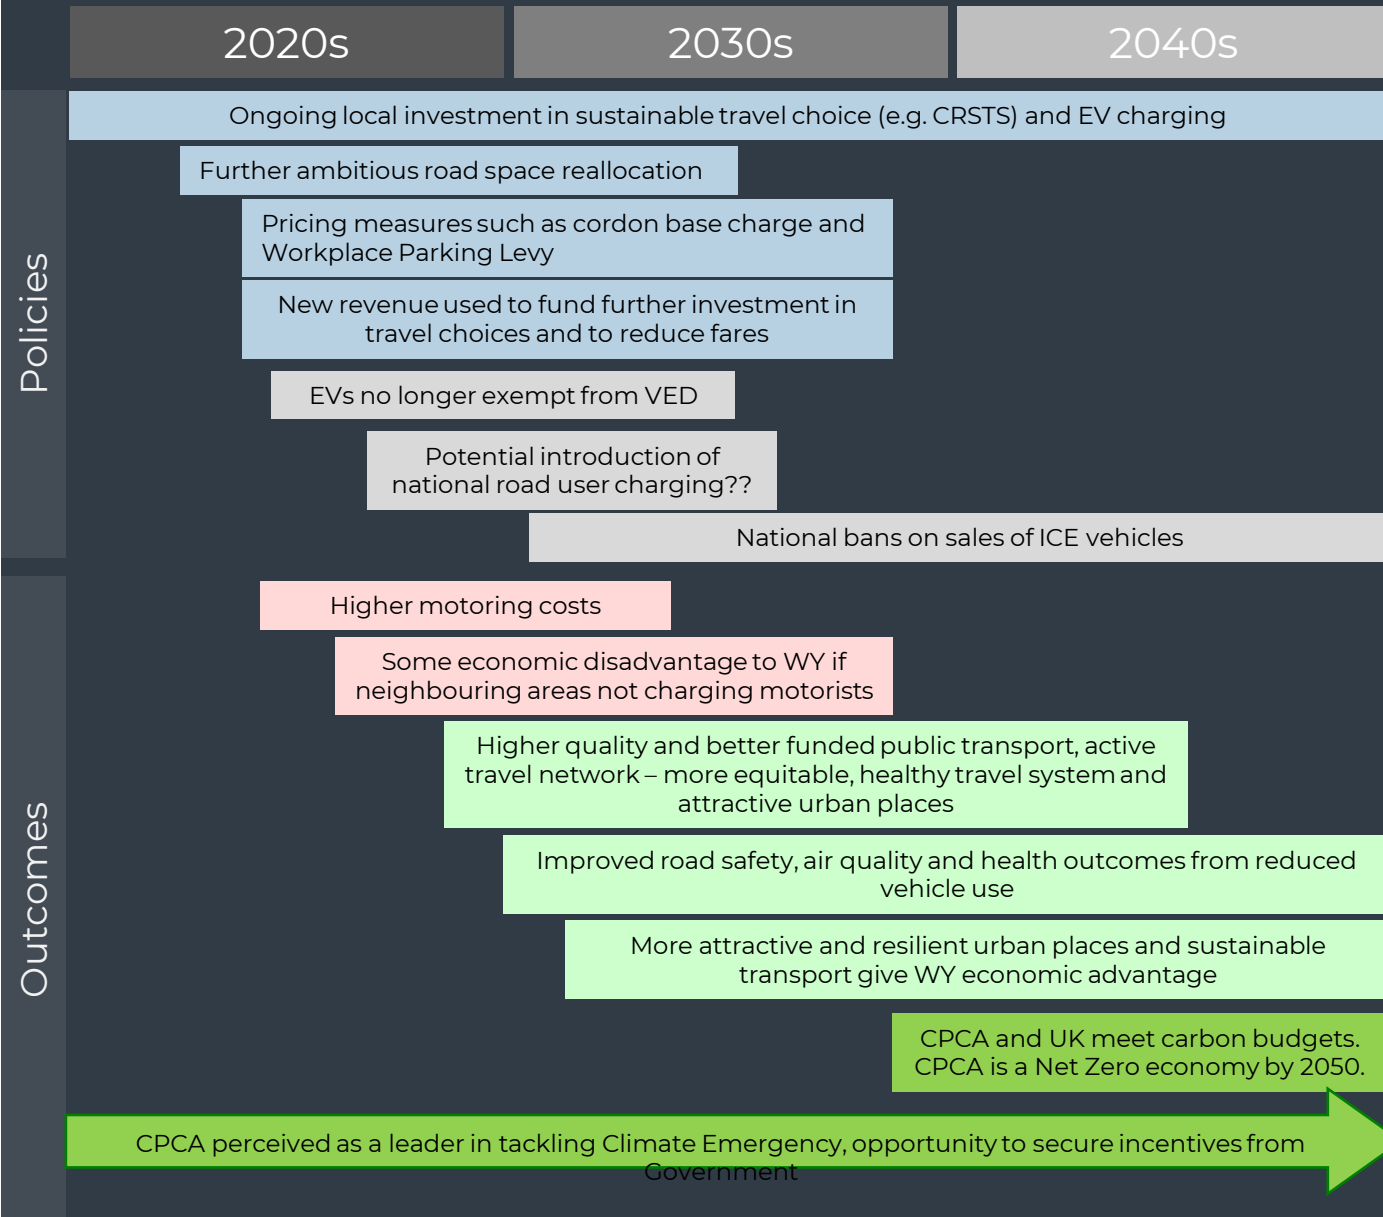 2020s
2030s
2040s
Policies
Ongoing local investment in sustainable travel choice (e.g. CRSTS) and EV charging
Further ambitious road space reallocation
Pricing measures such as cordon base charge and
Workplace Parking Levy
New revenue used to fund further investment in
travel choices and to reduce fares
EVs no longer exempt from VED
Potential introduction of
national road user charging??
National bans on sales of ICE vehicles
Outcomes
Higher motoring costs
Some economic disadvantage to WY if
neighbouring areas not charging motorists
Higher quality and better funded public transport, active
travel network – more equitable, healthy travel system and
attractive urban places
Improved road safety, air quality and health outcomes from reduced
vehicle use
More attractive and resilient urban places and sustainable
transport give WY economic advantage
CPCA and UK meet carbon budgets.
CPCA is a Net Zero economy by 2050.
CPCA perceived as a leader in tackling Climate Emergency, opportunity to secure incentives from
Government